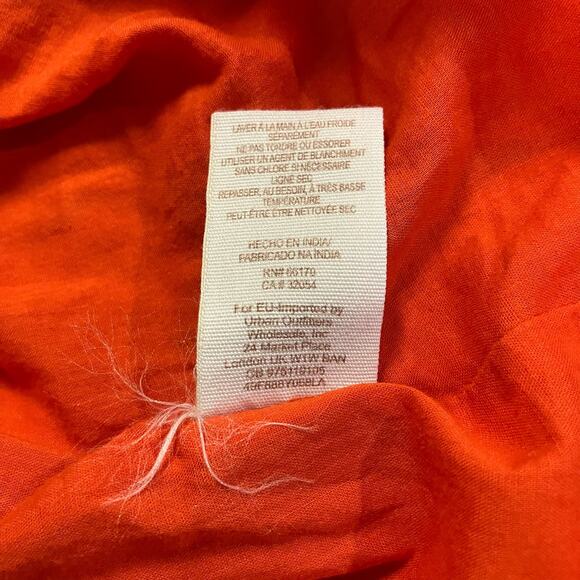 LAVER À LA MAIN À L'EAU FROIDE
SÉPARÉMENT
NE PAS TORDRE OU ESSORER
UTILISER UN AGENT DE BLANCHIMENT
SANS CHLORE SI NÉCESSAIRE
LIGNE SEC
REPASSER, AU BESOIN, À TRÈS BASSE
TEMPÉRATURE
PEUT-ÊTRE ÊTRE NETTOYÉE SEC
HECHO EN INDIA/
FABRICADO NA ÍNDIA
RN# 66170
CA# 32054
For EU-Imported by
Urban Outfitters
Wholesale, Inc
24 Market Place
London UK W1W 8AN
GB 975119106